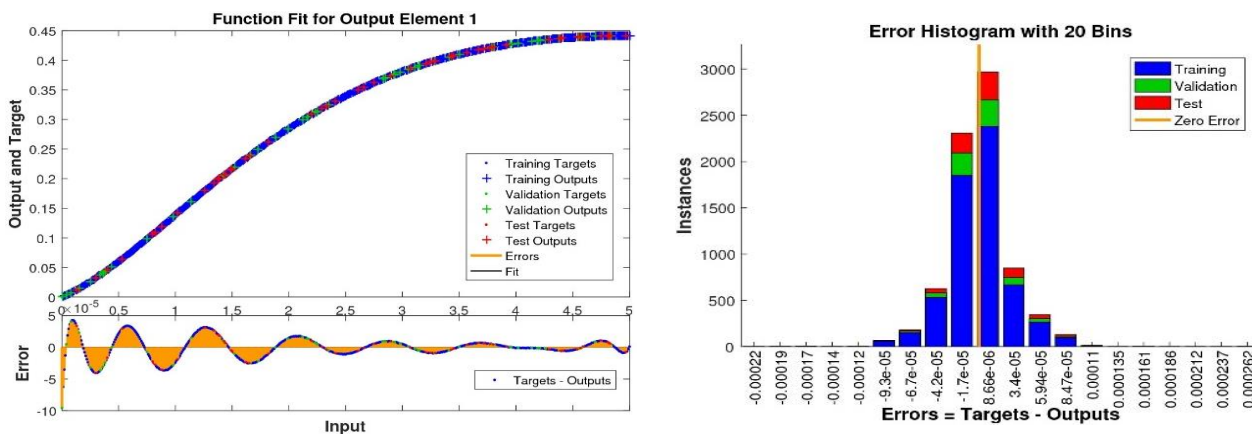 Function Fit for Output Element 1
0.45
0.4
0.35
0.3
0.25
0.2
0.15
0.1
0.05
0
Output and Target
Training Targets
Training Outputs
Validation Targets
Validation Outputs
Test Targets
Test Outputs
Errors
Fit
0 0.5 1 1.5 2 2.5 3 3.5 4 4.5 5
× 10^-5
5
0
-5
-10
Error
Targets - Outputs
Input
Error Histogram with 20 Bins
3000
2500
2000
1500
1000
500
0
Instances
Training
Validation
Test
Zero Error
-0.00022
-0.00019
-0.00017
-0.00014
-0.00012
-9.3e-05
-6.7e-05
-4.2e-05
-1.7e-05
8.66e-06
3.4e-05
5.94e-05
8.47e-05
0.00011
0.000135
0.000161
0.000186
0.000212
0.000237
0.000262
Errors = Targets - Outputs